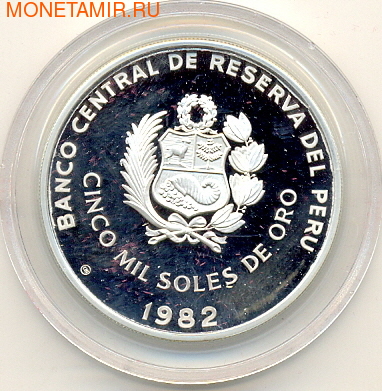 MONETAMIR.RU
BANCO CENTRAL DE RESERVA DEL PERU
CINCO MIL SOLES DE ORO
1982